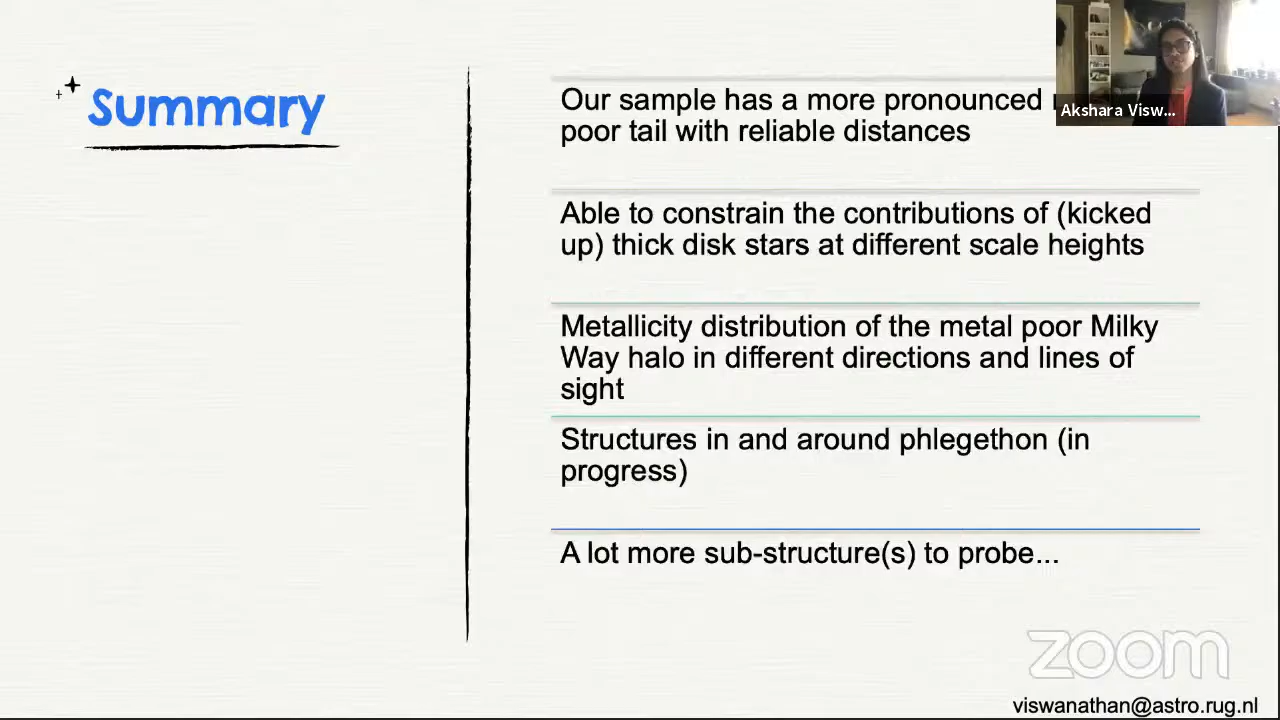 Summary
Our sample has a more pronounced
poor tail with reliable distances
Able to constrain the contributions of (kicked
up) thick disk stars at different scale heights
Metallicity distribution of the metal poor Milky
Way halo in different directions and lines of
sight
Structures in and around phlegethon (in
progress)
A lot more sub-structure(s) to probe...
Akshara Visw...
zoom
viswanathan@astro.rug.nl